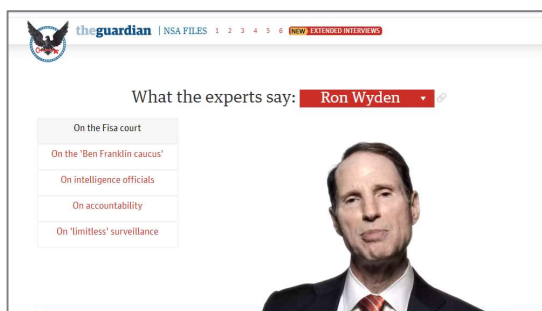 theguardian | NSA FILES 1 2 3 4 5 6 NEW EXTENDED INTERVIEWS
What the experts say: Ron Wyden
On the Fisa court
On the 'Ben Franklin caucus'
On intelligence officials
On accountability
On 'limitless' surveillance